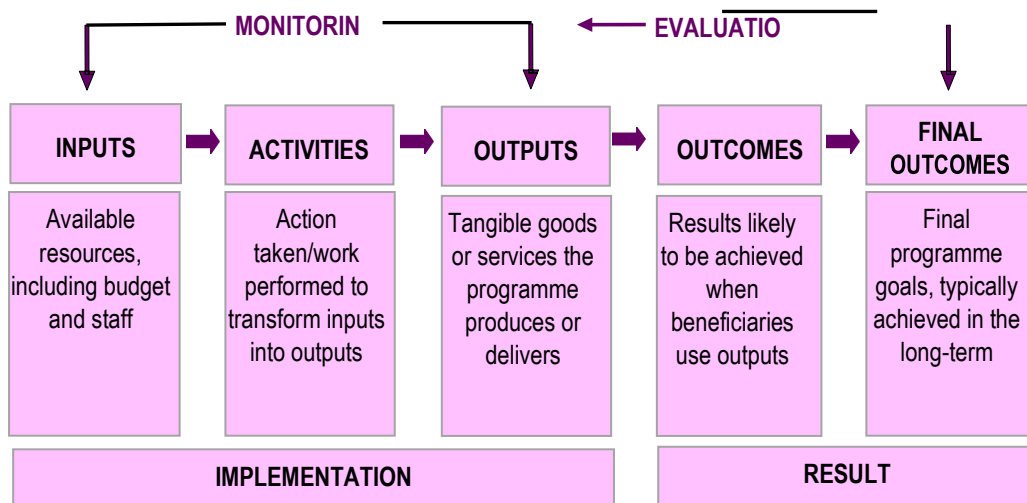 MONITORIN
EVALUATIO
INPUTS
ACTIVITIES
OUTPUTS
OUTCOMES
FINAL
OUTCOMES
Available
resources,
including budget
and staff
Action
taken/work
performed to
transform inputs
into outputs
Tangible goods
or services the
programme
produces or
delivers
Results likely
to be achieved
when
beneficiaries
use outputs
Final
programme
goals, typically
achieved in the
long-term
IMPLEMENTATION
RESULT